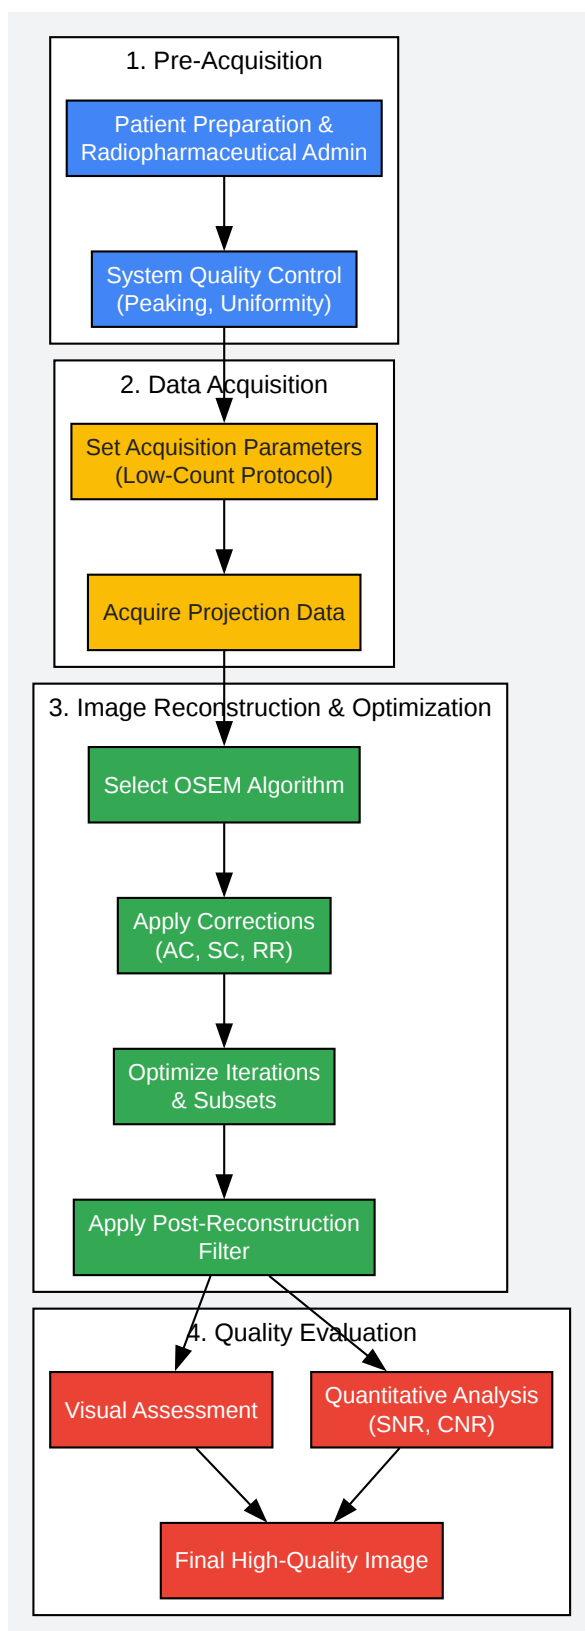 1. Pre-Acquisition
Patient Preparation &
Radiopharmaceutical Admin
System Quality Control
(Peaking, Uniformity)
2. Data Acquisition
Set Acquisition Parameters
(Low-Count Protocol)
Acquire Projection Data
3. Image Reconstruction & Optimization
Select OSEM Algorithm
Apply Corrections
(AC, SC, RR)
Optimize Iterations
& Subsets
Apply Post-Reconstruction
Filter
4. Quality Evaluation
Visual Assessment
Quantitative Analysis
(SNR, CNR)
Final High-Quality Image